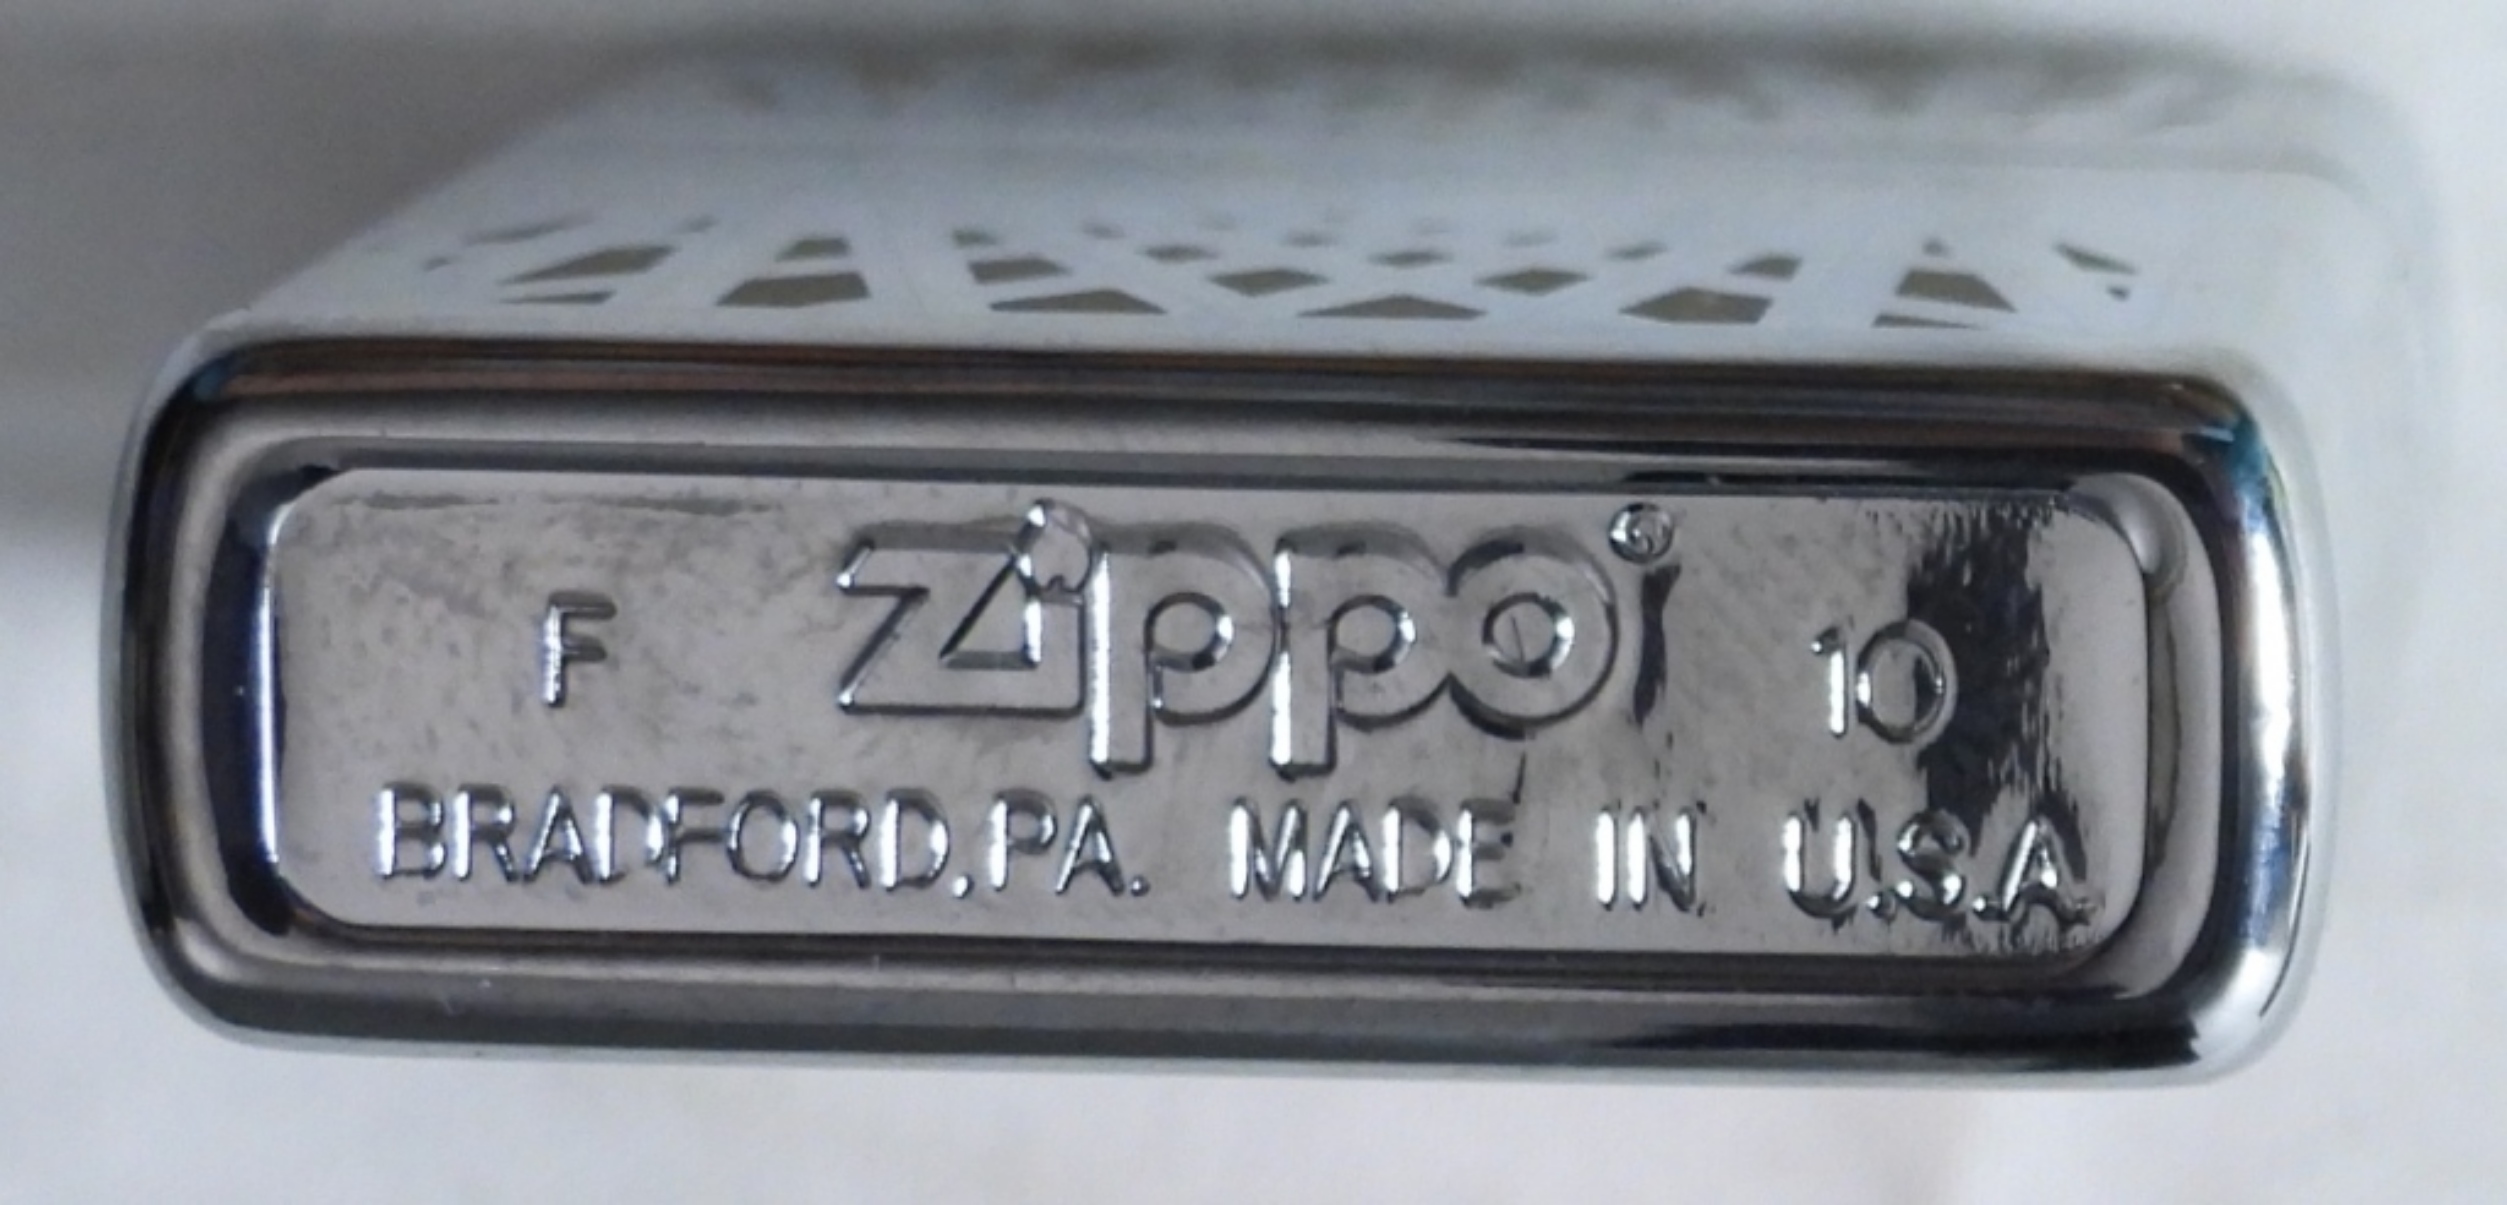 F zippo® 10
BRADFORD, PA. MADE IN U.S.A.